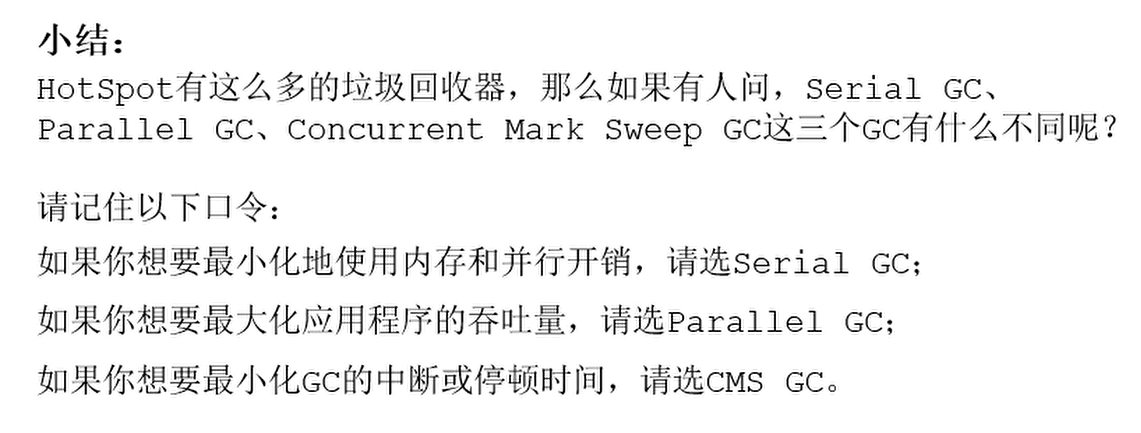 小结：
HotSpot有这么多的垃圾回收器，那么如果有人问，Serial GC、
Parallel GC、Concurrent Mark Sweep GC这三个GC有什么不同呢？
请记住以下口令：
如果你想要最小化地使用内存和并行开销，请选Serial GC；
如果你想要最大化应用程序的吞吐量，请选Parallel GC；
如果你想要最小化GC的中断或停顿时间，请选CMS GC。